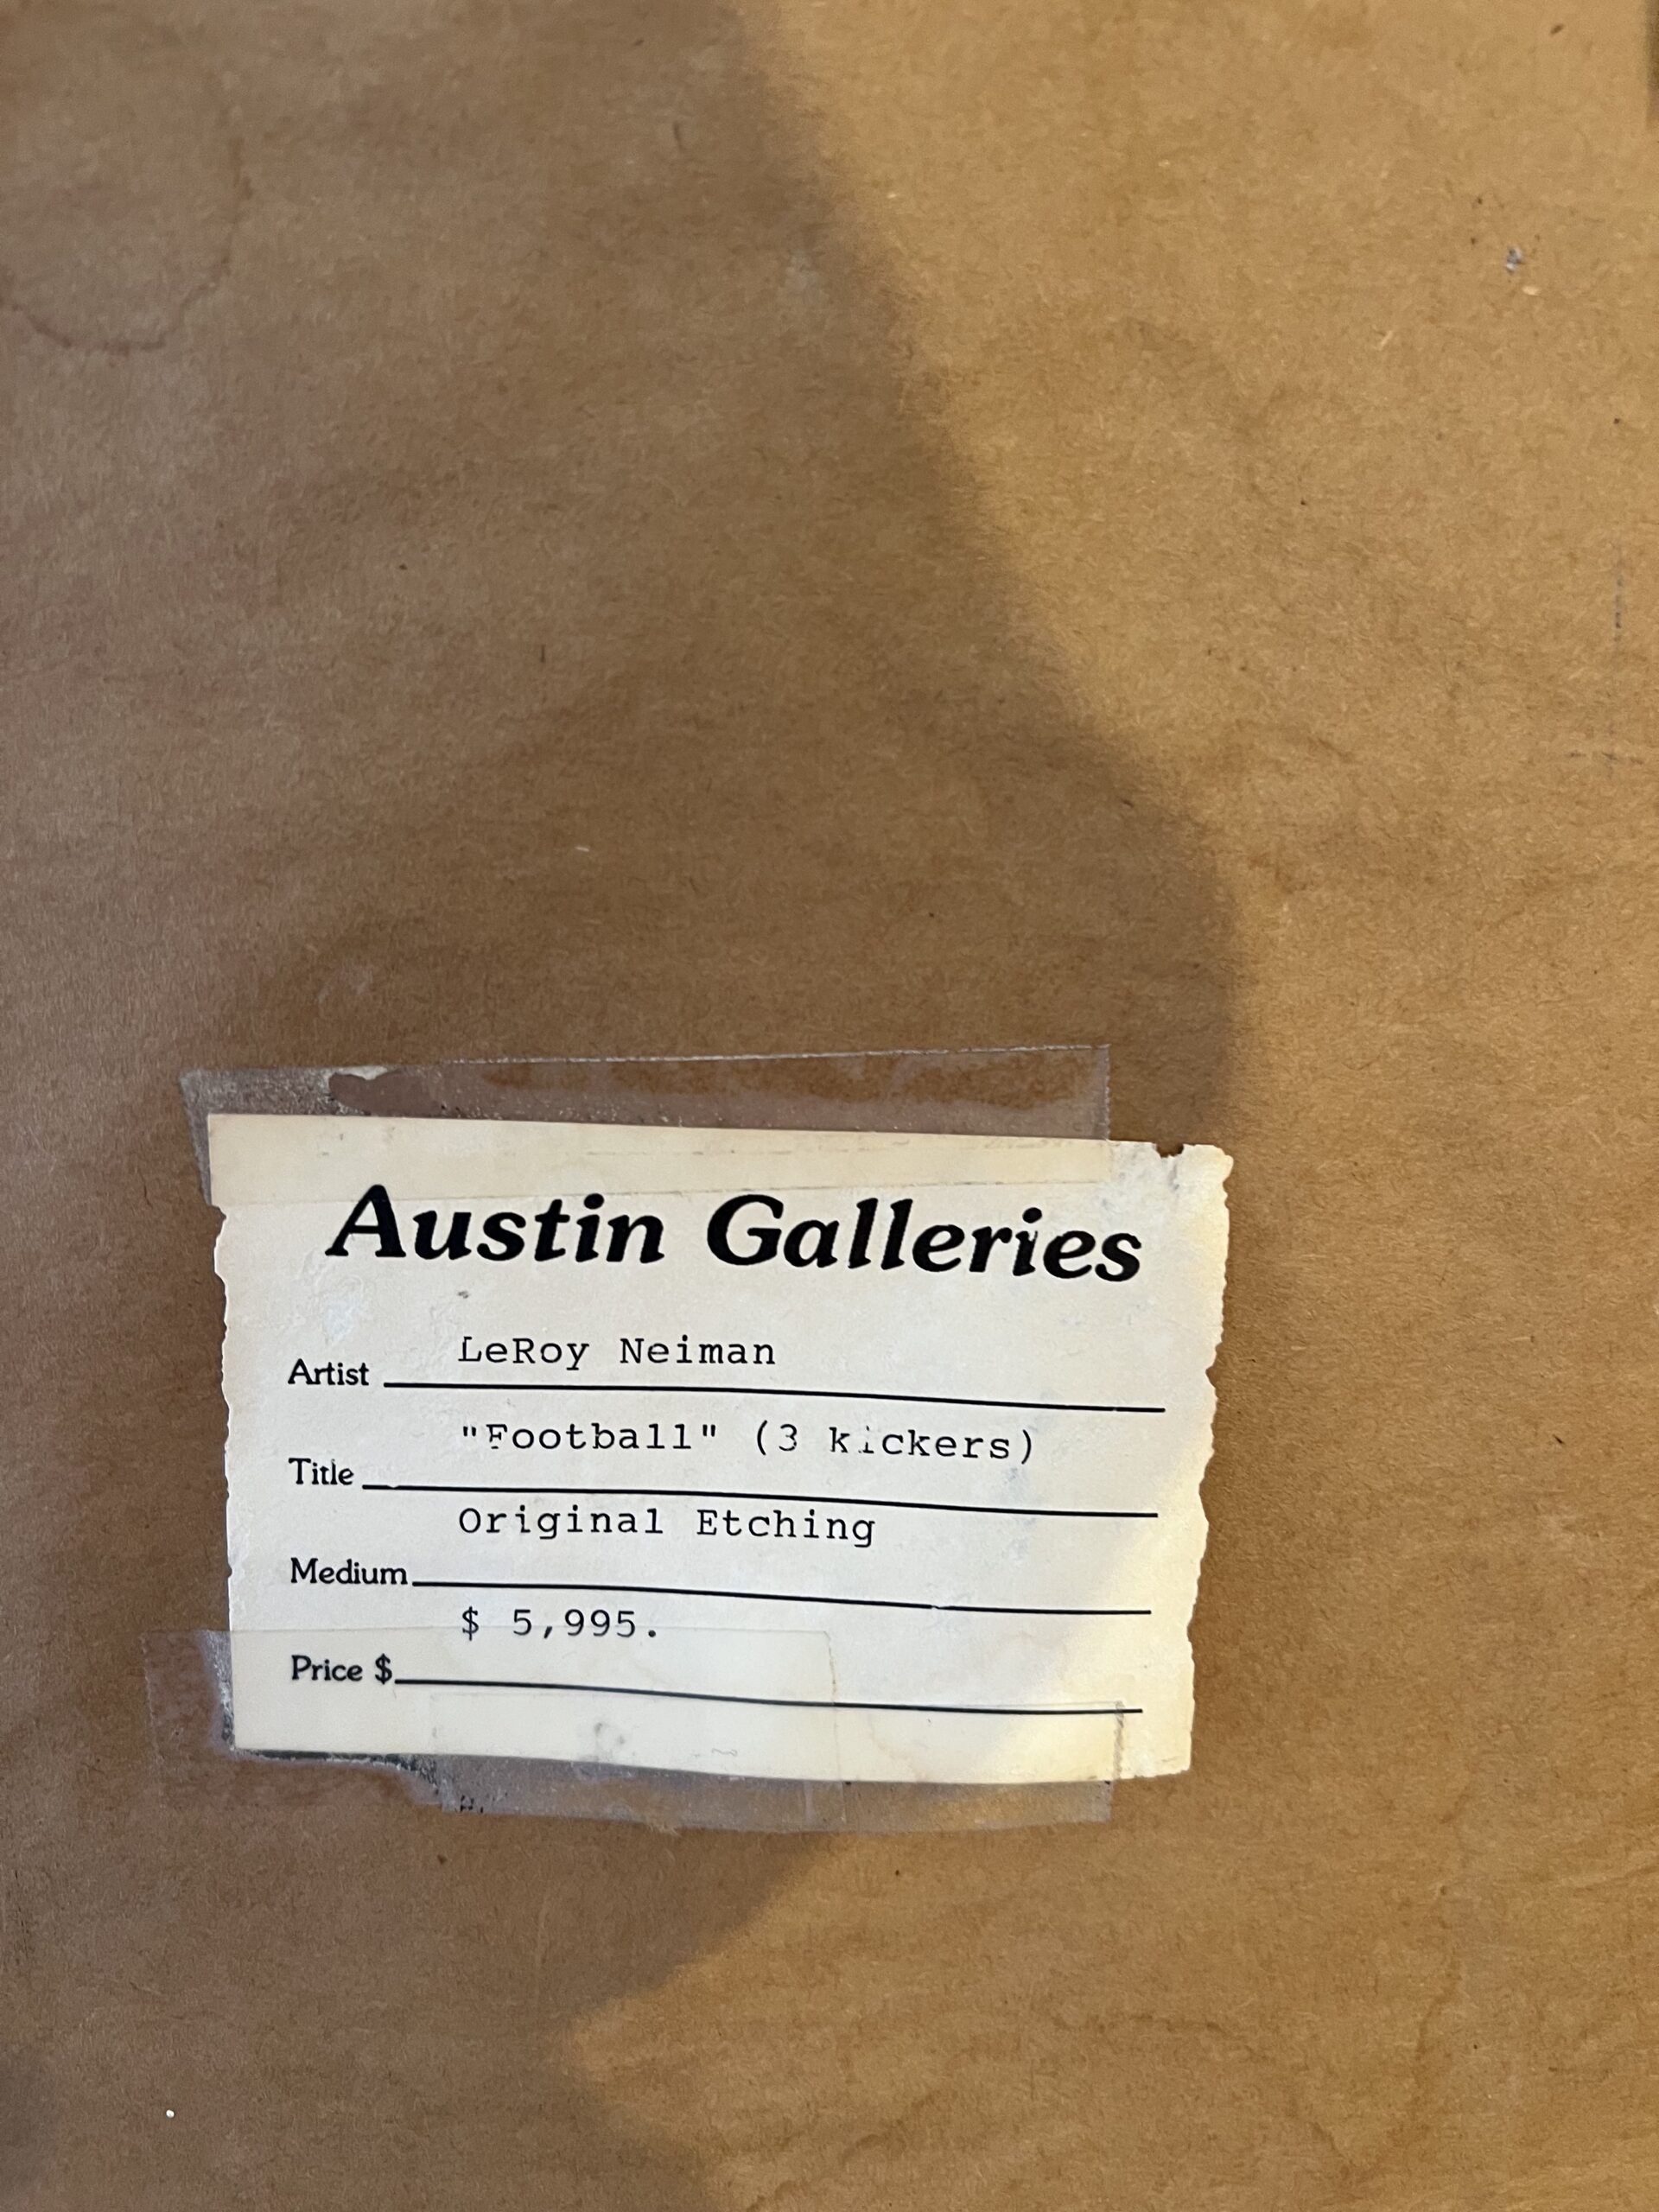 Austin Galleries
Artist LeRoy Neiman
Title "Football" (3 kickers)
Medium Original Etching
Price $ $ 5,995.